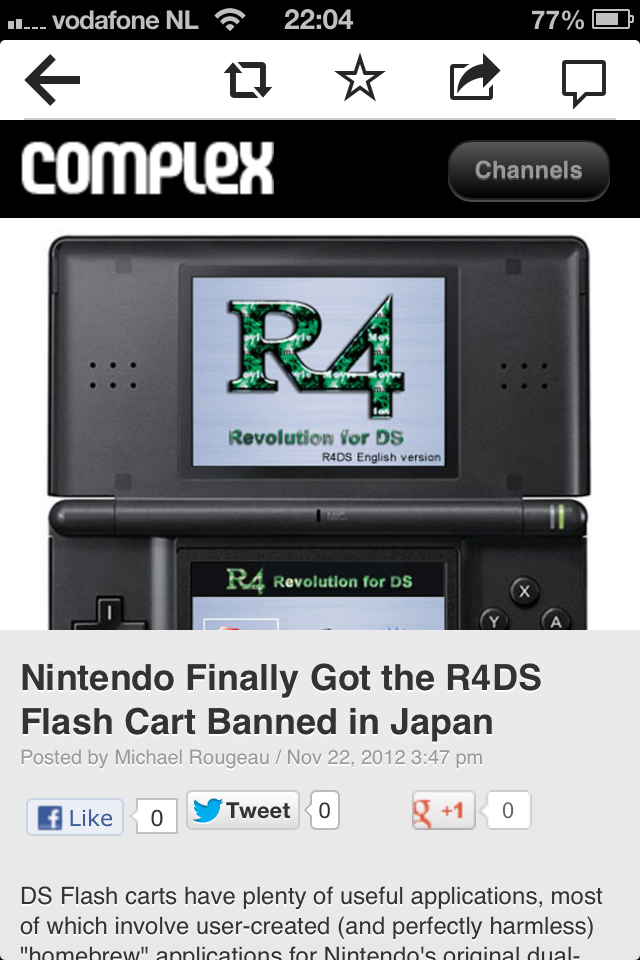 vodafone NL 22:04 77%
COMPLEX Channels
R4
Revolution for DS
R4DS English version
MIC.
R4 Revolution for DS
X
Y A
Nintendo Finally Got the R4DS
Flash Cart Banned in Japan
Posted by Michael Rougeau / Nov 22, 2012 3:47 pm
f Like 0 Tweet 0 g +1 0
DS Flash carts have plenty of useful applications, most
of which involve user-created (and perfectly harmless)
"homebrew" applications for Nintendo's original dual-